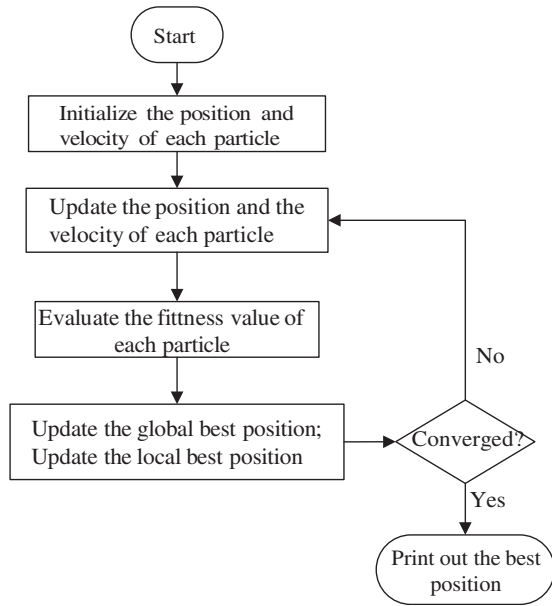 Start
Initialize the position and
velocity of each particle
Update the position and the
velocity of each particle
Evaluate the fittness value of
each particle
No
Update the global best position;
Update the local best position
Converged?
Yes
Print out the best
position